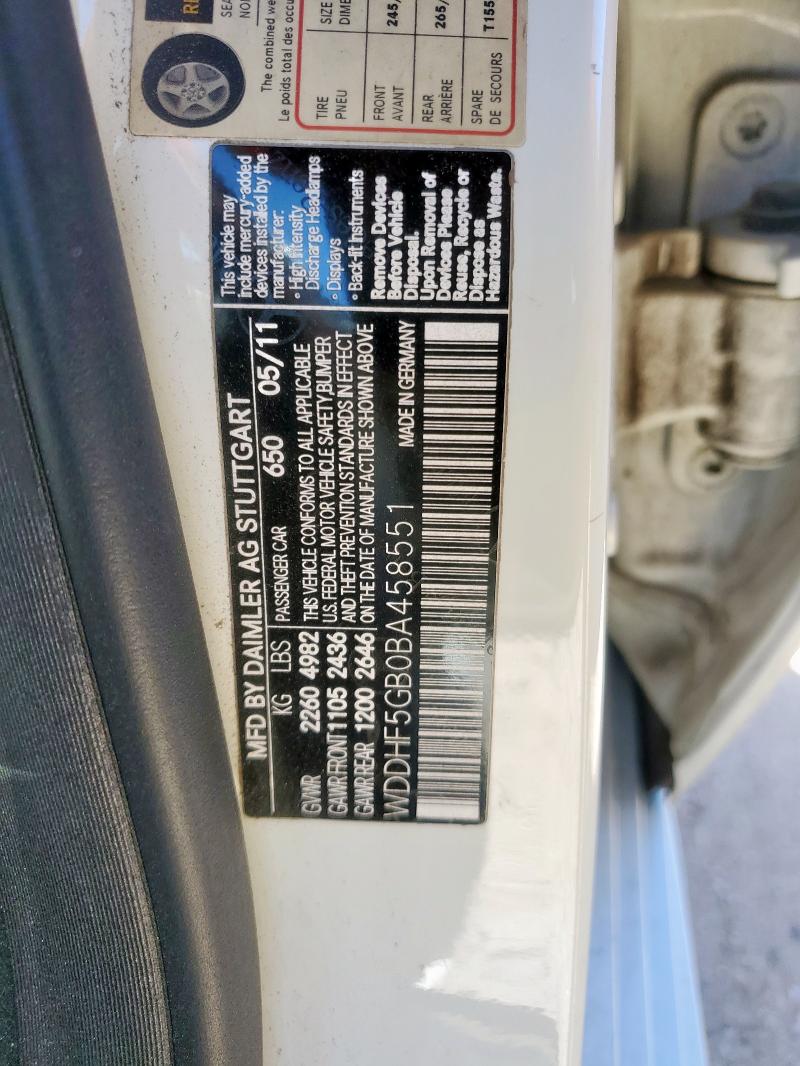 MFD BY DAIMLER AG STUTTGART
KG LBS PASSENGER CAR 650 05/11
GVWR 2260 4982 THIS VEHICLE CONFORMS TO ALL APPLICABLE
U.S. FEDERAL MOTOR VEHICLE SAFETY,BUMPER
GAWR FRONT 1105 2436 AND THEFT PREVENTION STANDARDS IN EFFECT
GAWR REAR 1200 2646 ON THE DATE OF MANUFACTURE SHOWN ABOVE
WDDHF5GB0BA458551 MADE IN GERMANY
This vehicle may
include mercury-added
devices installed by the
manufacturer:
• High Intensity
Discharge Headlamps
• Displays
• Back-fit Instruments
Remove Devices
Before Vehicle
Disposal.
Upon Removal of
Devices Please
Reuse, Recycle or
Dispose as
Hazardous Waste.
The combined we
Le poids total des occu
TIRE SIZE
PNEU DIME
FRONT 245/
AVANT
REAR 265/
ARRIÈRE
SPARE T155
DE SECOURS